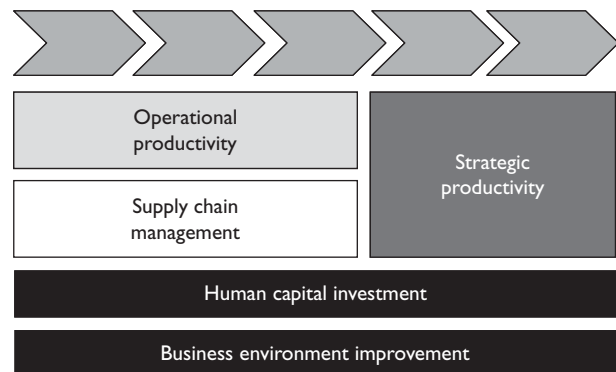 Operational
productivity
Strategic
productivity
Supply chain
management
Human capital investment
Business environment improvement